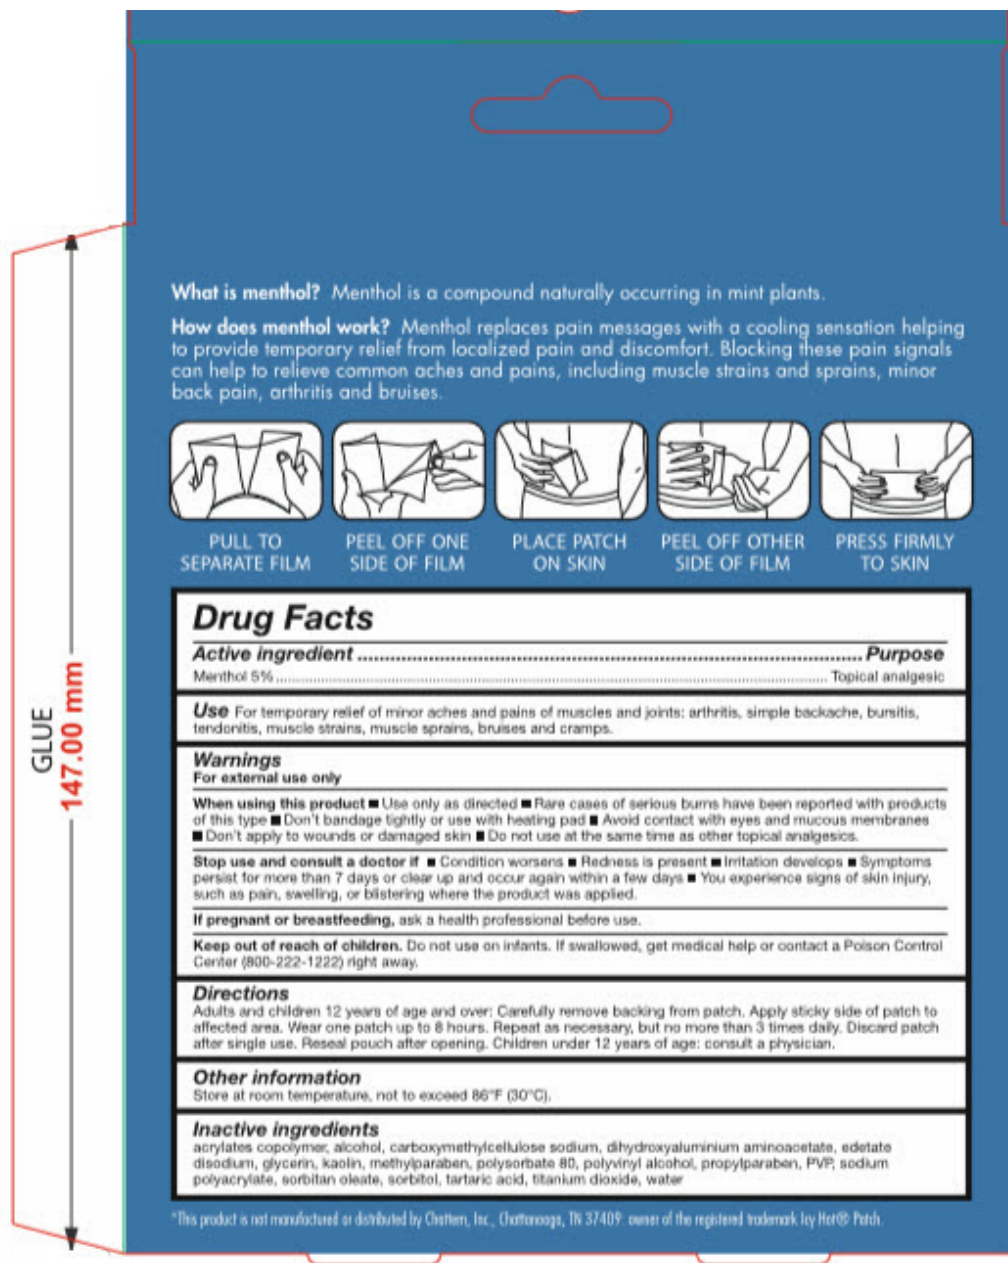 What is menthol? Menthol is a compound naturally occurring in mint plants.
How does menthol work? Menthol replaces pain messages with a cooling sensation helping
to provide temporary relief from localized pain and discomfort. Blocking these pain signals
can help to relieve common aches and pains, including muscle strains and sprains, minor
back pain, arthritis and bruises.
PULL TO
SEPARATE FILM
PEEL OFF ONE
SIDE OF FILM
PLACE PATCH
ON SKIN
PEEL OFF OTHER
SIDE OF FILM
PRESS FIRMLY
TO SKIN
GLUE
147.00 mm
Drug Facts
Active ingredient ........ Purpose
Menthol 5% ........ Topical analgesic
Use For temporary relief of minor aches and pains of muscles and joints: arthritis, simple backache, bursitis,
tendonitis, muscle strains, muscle sprains, bruises and cramps.
Warnings
For external use only
When using this product ■ Use only as directed ■ Rare cases of serious burns have been reported with products
of this type ■ Don't bandage tightly or use with heating pad ■ Avoid contact with eyes and mucous membranes
■ Don't apply to wounds or damaged skin ■ Do not use at the same time as other topical analgesics.
Stop use and consult a doctor if ■ Condition worsens ■ Redness is present ■ Irritation develops ■ Symptoms
persist for more than 7 days or clear up and occur again within a few days ■ You experience signs of skin injury,
such as pain, swelling, or blistering where the product was applied.
If pregnant or breastfeeding, ask a health professional before use.
Keep out of reach of children. Do not use on infants. If swallowed, get medical help or contact a Poison Control
Center (800-222-1222) right away.
Directions
Adults and children 12 years of age and over: Carefully remove backing from patch. Apply sticky side of patch to
affected area. Wear one patch up to 8 hours. Repeat as necessary, but no more than 3 times daily. Discard patch
after single use. Reseal pouch after opening. Children under 12 years of age: consult a physician.
Other information
Store at room temperature, not to exceed 86°F (30°C).
Inactive ingredients
acrylates copolymer, alcohol, carboxymethylcellulose sodium, dihydroxyaluminium aminoacetate, edetate
disodium, glycerin, kaolin, methylparaben, polysorbate 80, polyvinyl alcohol, propylparaben, PVP, sodium
polyacrylate, sorbitan oleate, sorbitol, tartaric acid, titanium dioxide, water
*This product is not manufactured or distributed by Chattem, Inc., Chattanooga, TN 37409. owner of the registered trademark Icy Hot® Patch.